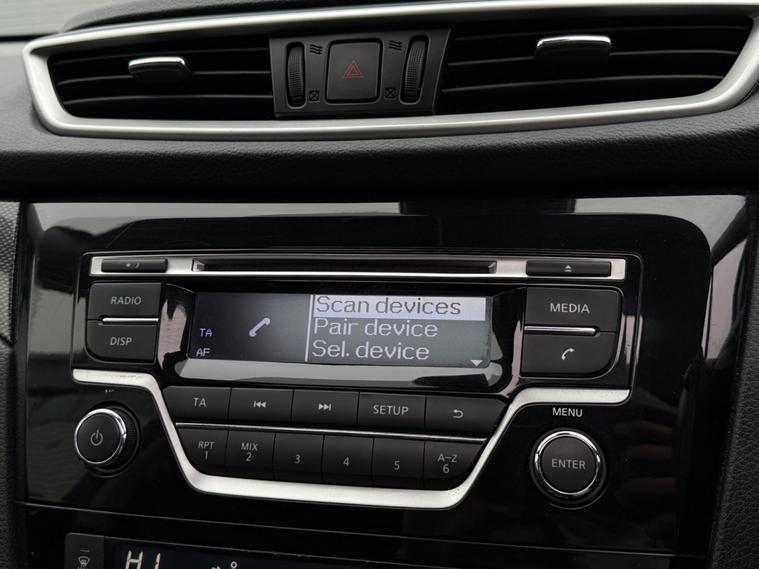 RADIO
DISP
TA
AF
Scan devices
Pair device
Sel. device
MEDIA
TA
SETUP
RPT
1
MIX
2
3
4
5
A-Z
6
MENU
ENTER
H1